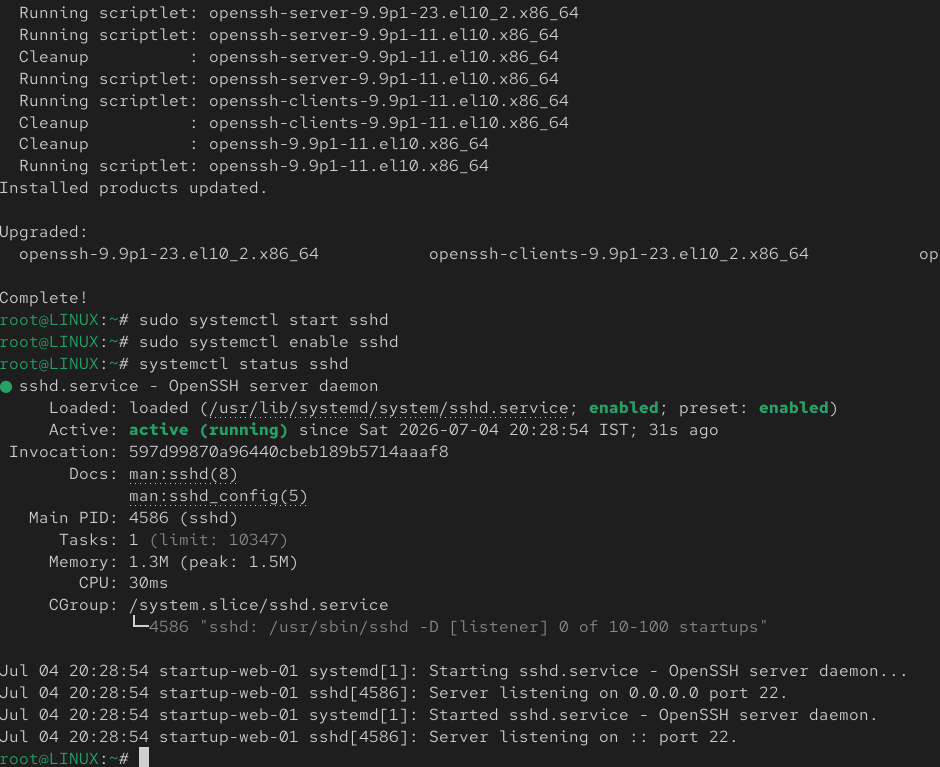 Running scriptlet: openssh-server-9.9p1-23.el10_2.x86_64
Running scriptlet: openssh-server-9.9p1-11.el10.x86_64
Cleanup          : openssh-server-9.9p1-11.el10.x86_64
Running scriptlet: openssh-server-9.9p1-11.el10.x86_64
Running scriptlet: openssh-clients-9.9p1-11.el10.x86_64
Cleanup          : openssh-clients-9.9p1-11.el10.x86_64
Cleanup          : openssh-9.9p1-11.el10.x86_64
Running scriptlet: openssh-9.9p1-11.el10.x86_64
Installed products updated.
Upgraded:
openssh-9.9p1-23.el10_2.x86_64           openssh-clients-9.9p1-23.el10_2.x86_64           op
Complete!
root@LINUX:~# sudo systemctl start sshd
root@LINUX:~# sudo systemctl enable sshd
root@LINUX:~# systemctl status sshd
● sshd.service - OpenSSH server daemon
Loaded: loaded (/usr/lib/systemd/system/sshd.service; enabled; preset: enabled)
Active: active (running) since Sat 2026-07-04 20:28:54 IST; 31s ago
Invocation: 597d99870a96440cbeb189b5714aaaf8
Docs: man:sshd(8)
man:sshd_config(5)
Main PID: 4586 (sshd)
Tasks: 1 (limit: 10347)
Memory: 1.3M (peak: 1.5M)
CPU: 30ms
CGroup: /system.slice/sshd.service
└─4586 "sshd: /usr/sbin/sshd -D [listener] 0 of 10-100 startups"
Jul 04 20:28:54 startup-web-01 systemd[1]: Starting sshd.service - OpenSSH server daemon...
Jul 04 20:28:54 startup-web-01 sshd[4586]: Server listening on 0.0.0.0 port 22.
Jul 04 20:28:54 startup-web-01 systemd[1]: Started sshd.service - OpenSSH server daemon.
Jul 04 20:28:54 startup-web-01 sshd[4586]: Server listening on :: port 22.
root@LINUX:~#